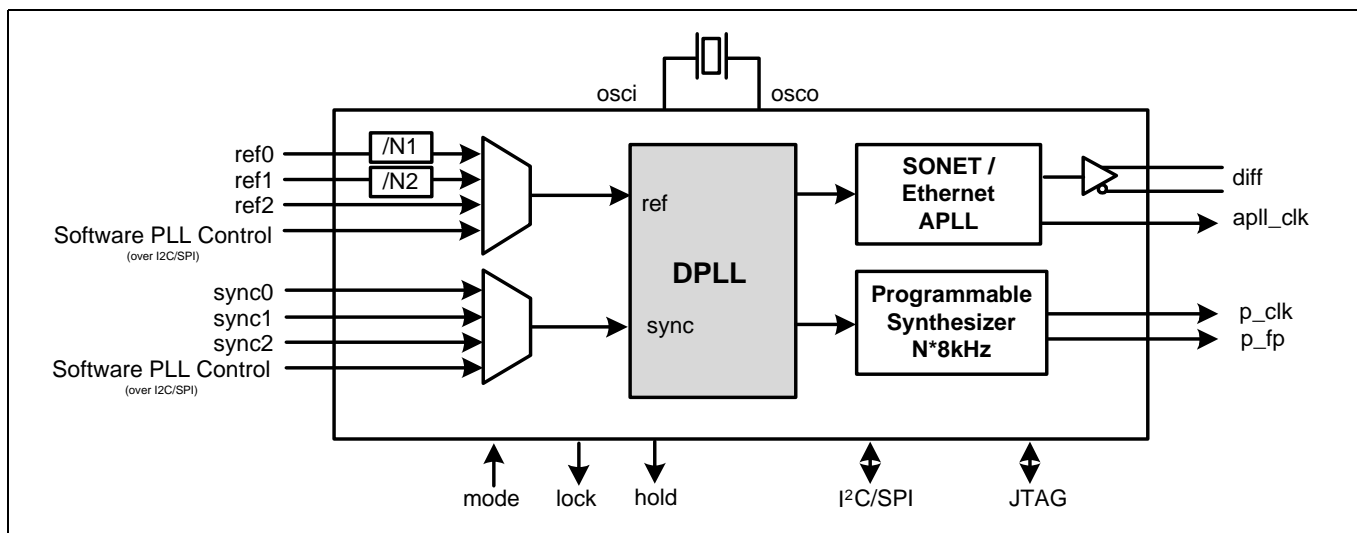 osci
osco
ref0
/N1
ref1
/N2
ref2
Software PLL Control
(over I2C/SPI)
sync0
sync1
sync2
Software PLL Control
(over I2C/SPI)
ref
DPLL
sync
SONET /
Ethernet
APLL
Programmable
Synthesizer
N*8kHz
diff
apll_clk
p_clk
p_fp
mode
lock
hold
I²C/SPI
JTAG